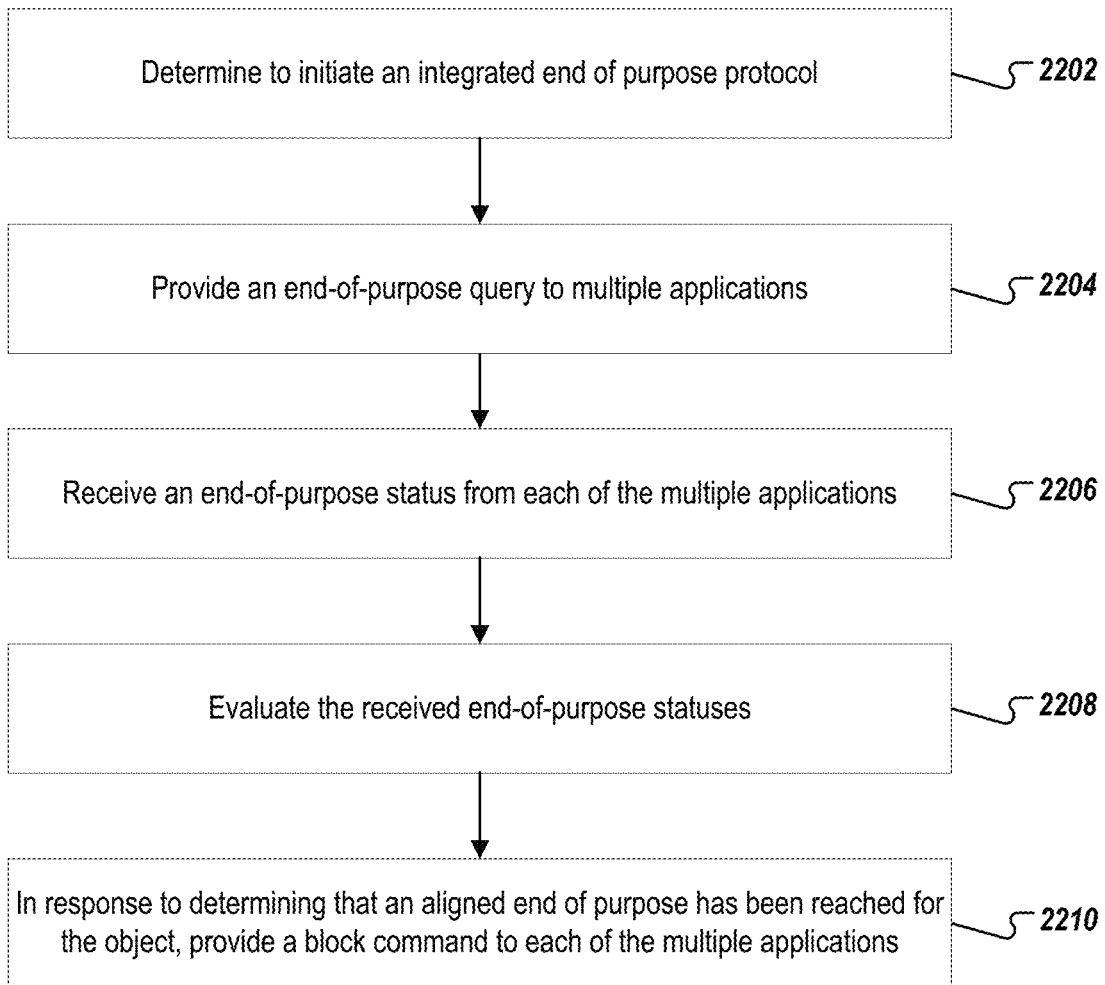 Determine to initiate an integrated end of purpose protocol
2202
Provide an end-of-purpose query to multiple applications
2204
Receive an end-of-purpose status from each of the multiple applications
2206
Evaluate the received end-of-purpose statuses
2208
In response to determining that an aligned end of purpose has been reached for
the object, provide a block command to each of the multiple applications
2210